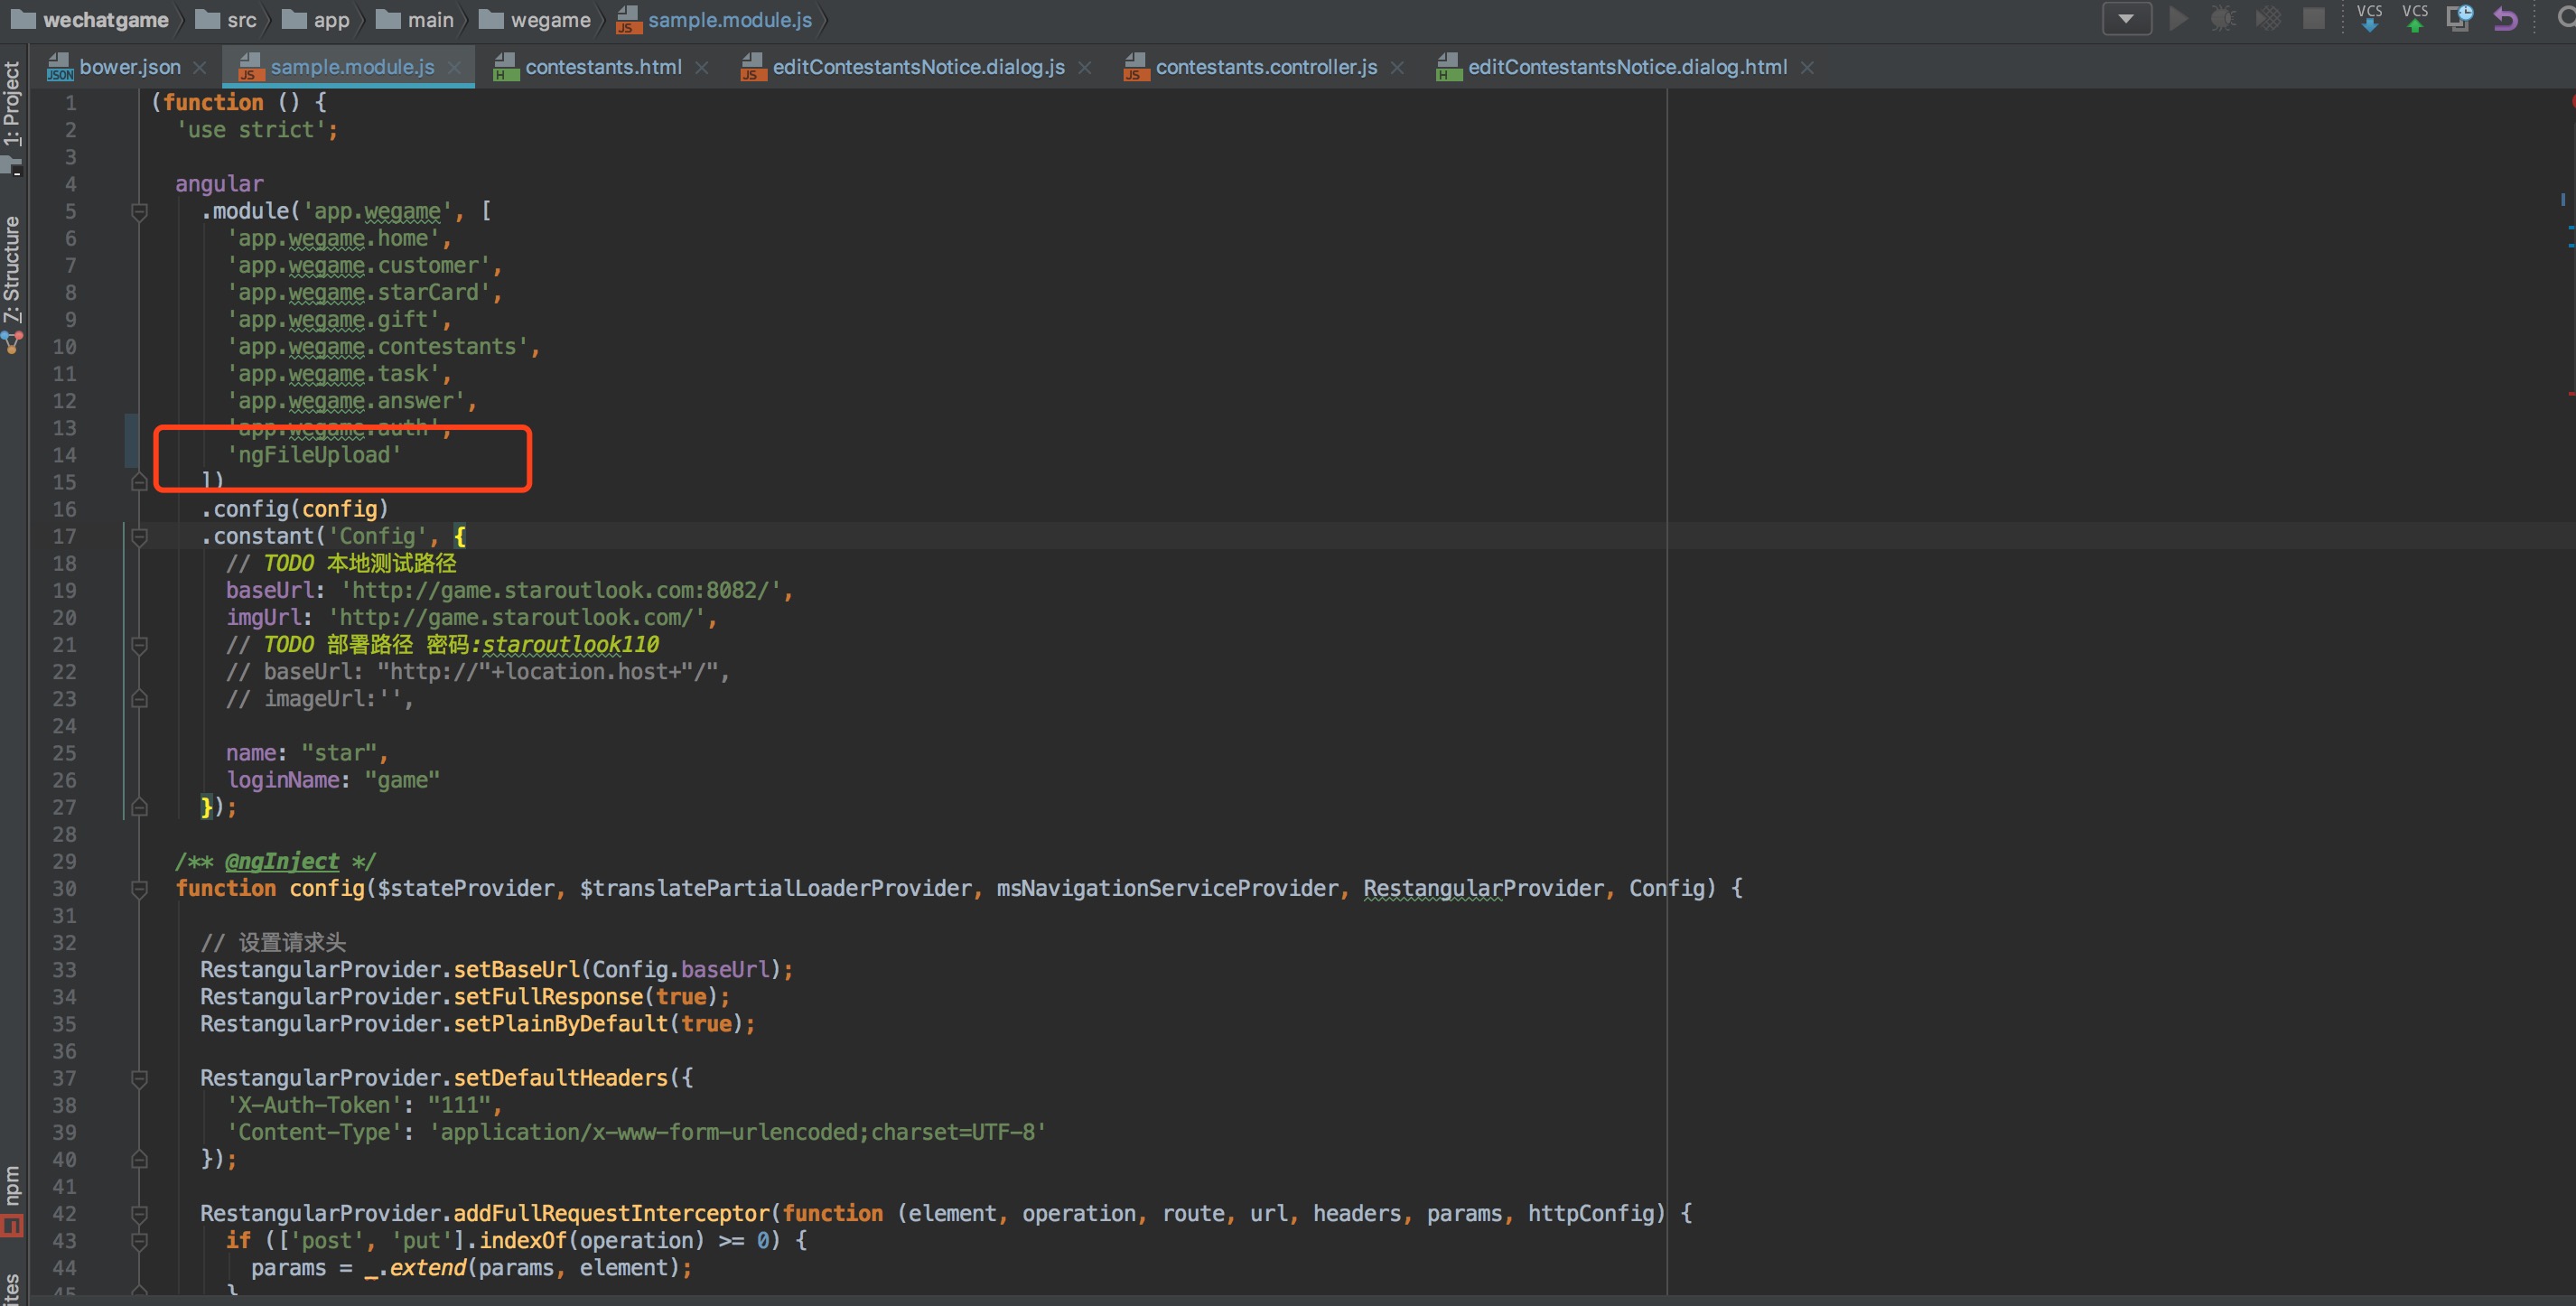 wechatgame src app main wegame sample.module.js
VCS VCS
bower.json sample.module.js contestants.html editContestantsNotice.dialog.js contestants.controller.js editContestantsNotice.dialog.html
1: Project
7: Structure
npm
1 (function () {
2 'use strict';
3
4 angular
5 .module('app.wegame', [
6 'app.wegame.home',
7 'app.wegame.customer',
8 'app.wegame.starCard',
9 'app.wegame.gift',
10 'app.wegame.contestants',
11 'app.wegame.task',
12 'app.wegame.answer',
13 'app.wegame.auth',
14 'ngFileUpload'
15 ])
16 .config(config)
17 .constant('Config', {
18 // TODO 本地测试路径
19 baseUrl: 'http://game.staroutlook.com:8082/',
20 imgUrl: 'http://game.staroutlook.com/',
21 // TODO 部署路径 密码:staroutlook110
22 // baseUrl: "http://"+location.host+"/",
23 // imageUrl:'',
24
25 name: "star",
26 loginName: "game"
27 });
28
29 /** @ngInject */
30 function config($stateProvider, $translatePartialLoaderProvider, msNavigationServiceProvider, RestangularProvider, Config) {
31
32 // 设置请求头
33 RestangularProvider.setBaseUrl(Config.baseUrl);
34 RestangularProvider.setFullResponse(true);
35 RestangularProvider.setPlainByDefault(true);
36
37 RestangularProvider.setDefaultHeaders({
38 'X-Auth-Token': "111",
39 'Content-Type': 'application/x-www-form-urlencoded;charset=UTF-8'
40 });
41
42 RestangularProvider.addFullRequestInterceptor(function (element, operation, route, url, headers, params, httpConfig) {
43 if (['post', 'put'].indexOf(operation) >= 0) {
44 params = _.extend(params, element);
45 }